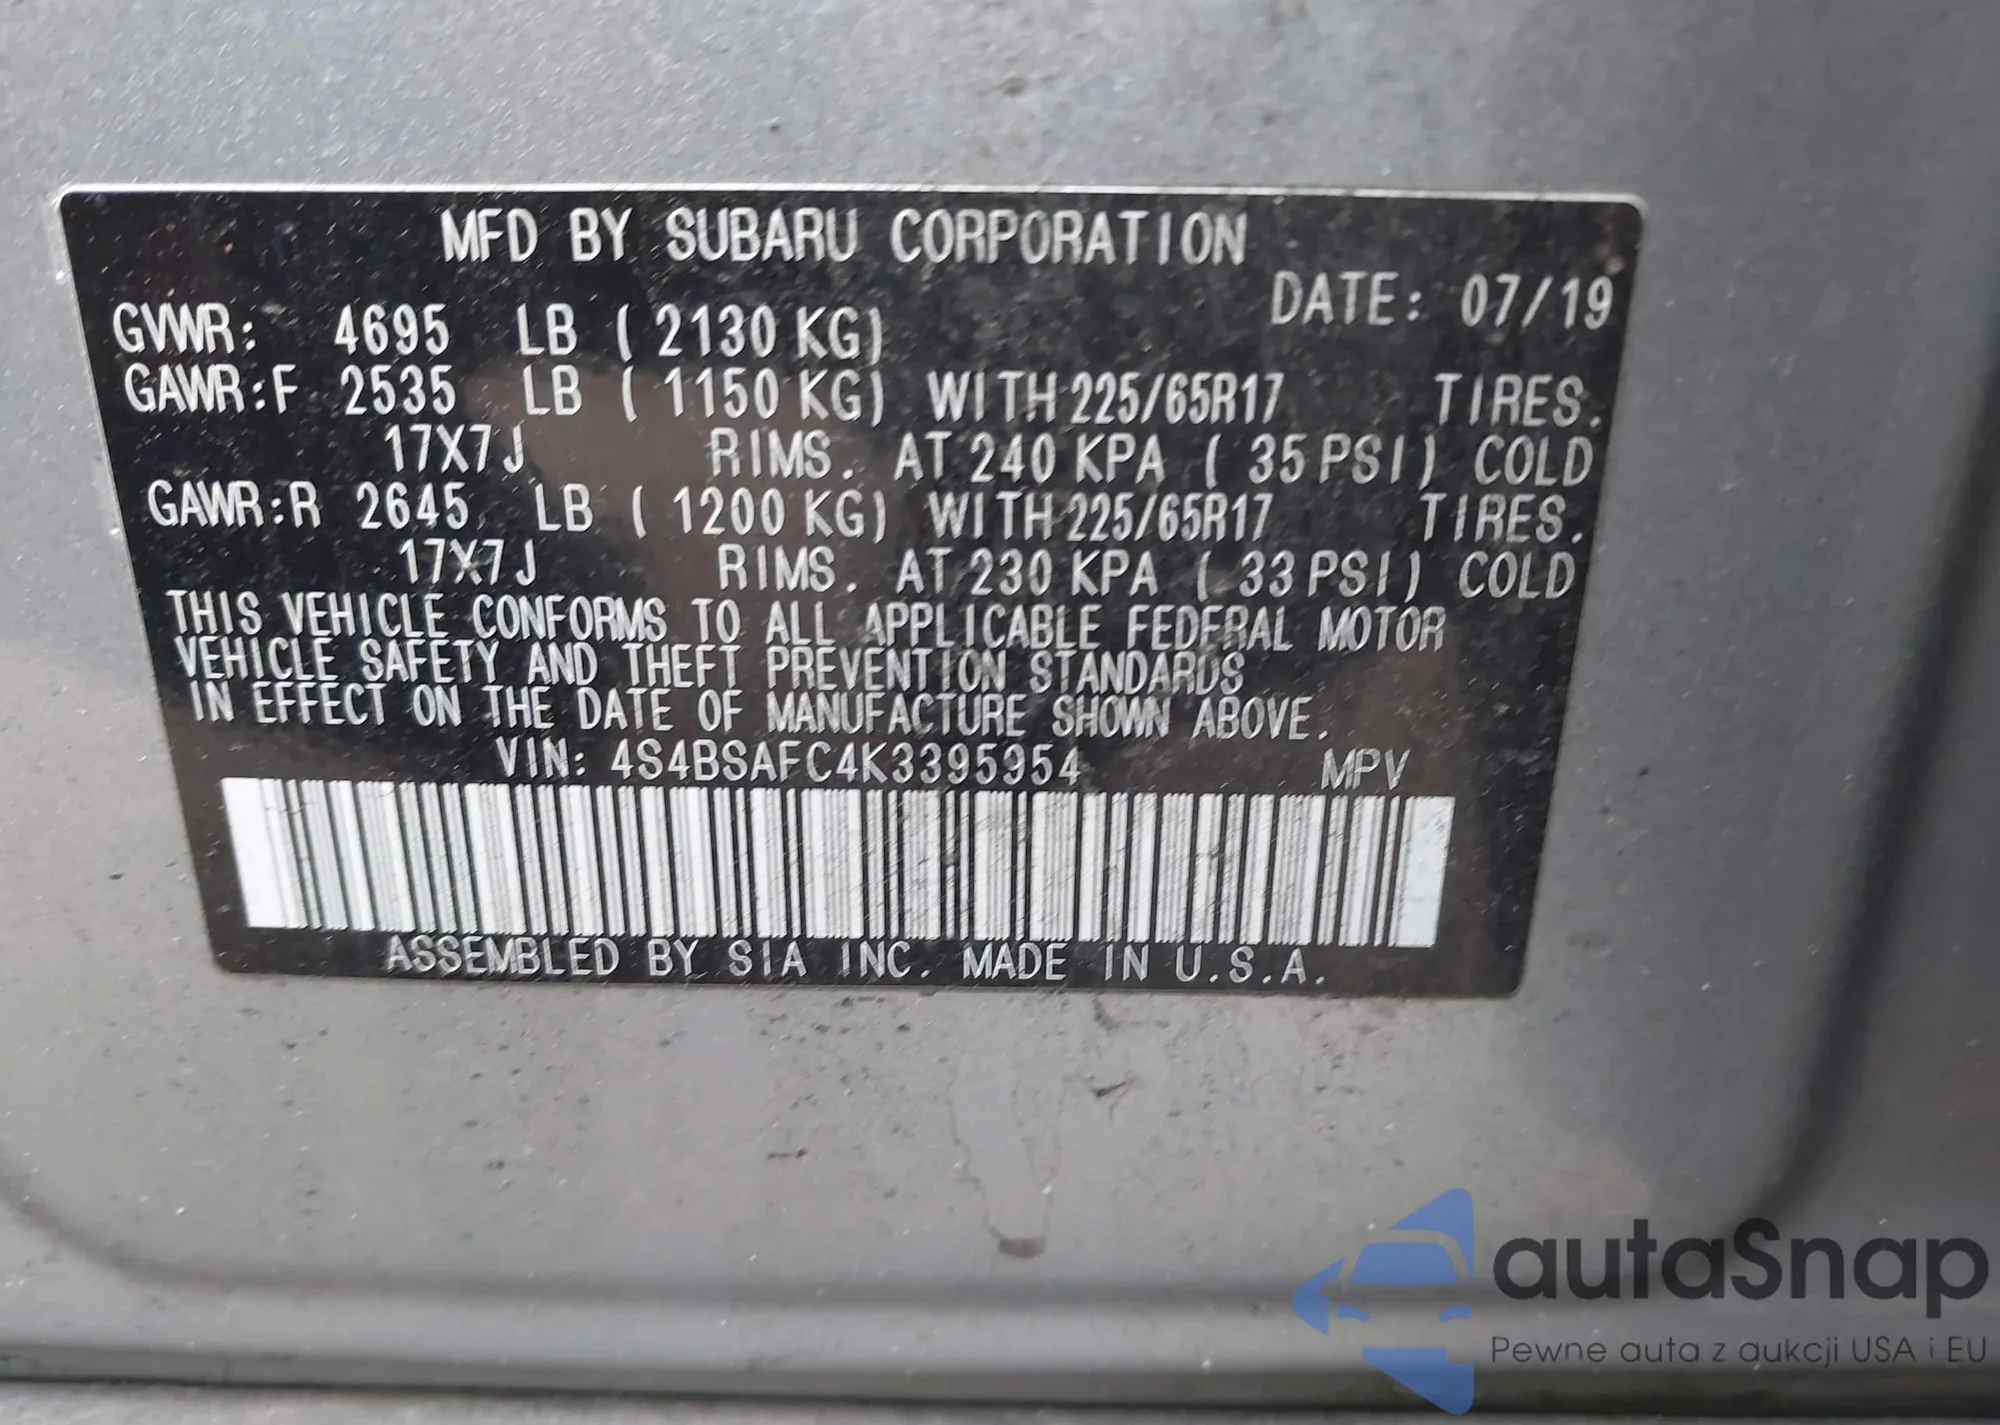 MFD BY SUBARU CORPORATION
DATE: 07/19
GVWR: 4695 LB ( 2130 KG)
GAWR:F 2535 LB ( 1150 KG) WITH 225/65R17 TIRES.
17X7J RIMS. AT 240 KPA ( 35 PSI) COLD
GAWR:R 2645 LB ( 1200 KG) WITH 225/65R17 TIRES.
17X7J RIMS. AT 230 KPA ( 33 PSI) COLD
THIS VEHICLE CONFORMS TO ALL APPLICABLE FEDERAL MOTOR
VEHICLE SAFETY AND THEFT PREVENTION STANDARDS
IN EFFECT ON THE DATE OF MANUFACTURE SHOWN ABOVE.
VIN: 4S4BSAFC4K3395954 MPV
ASSEMBLED BY SIA INC. MADE IN U.S.A.
autaSnap
Pewne auta z aukcji USA i EU